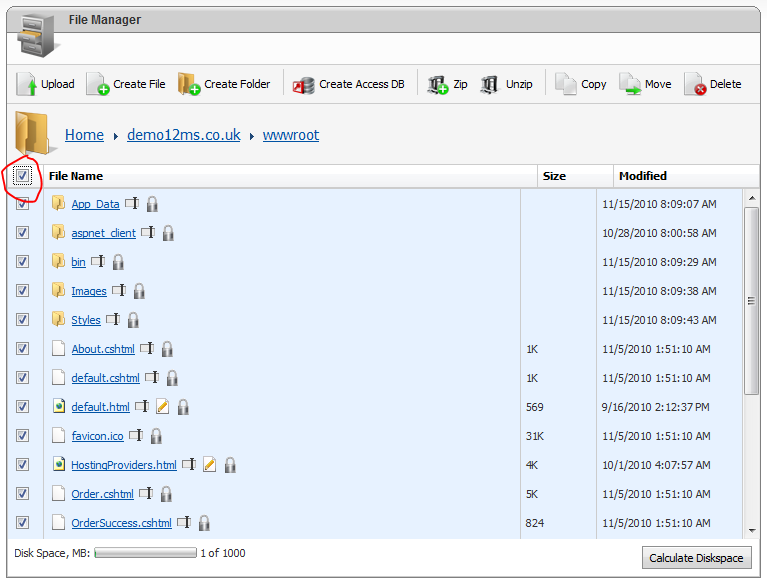 File Manager
Upload Create File Create Folder Create Access DB Zip Unzip Copy Move Delete
Home demo12ms.co.uk wwwroot
File Name Size Modified
App_Data 11/15/2010 8:09:07 AM
aspnet_client 10/28/2010 8:00:58 AM
bin 11/15/2010 8:09:29 AM
Images 11/15/2010 8:09:38 AM
Styles 11/15/2010 8:09:43 AM
About.cshtml 1K 11/5/2010 1:51:10 AM
default.cshtml 1K 11/5/2010 1:51:10 AM
default.html 569 9/16/2010 2:12:37 PM
favicon.ico 31K 11/5/2010 1:51:10 AM
HostingProviders.html 4K 10/1/2010 4:07:57 AM
Order.cshtml 5K 11/5/2010 1:51:10 AM
OrderSuccess.cshtml 824 11/5/2010 1:51:10 AM
Disk Space, MB: 1 of 1000
Calculate Diskspace